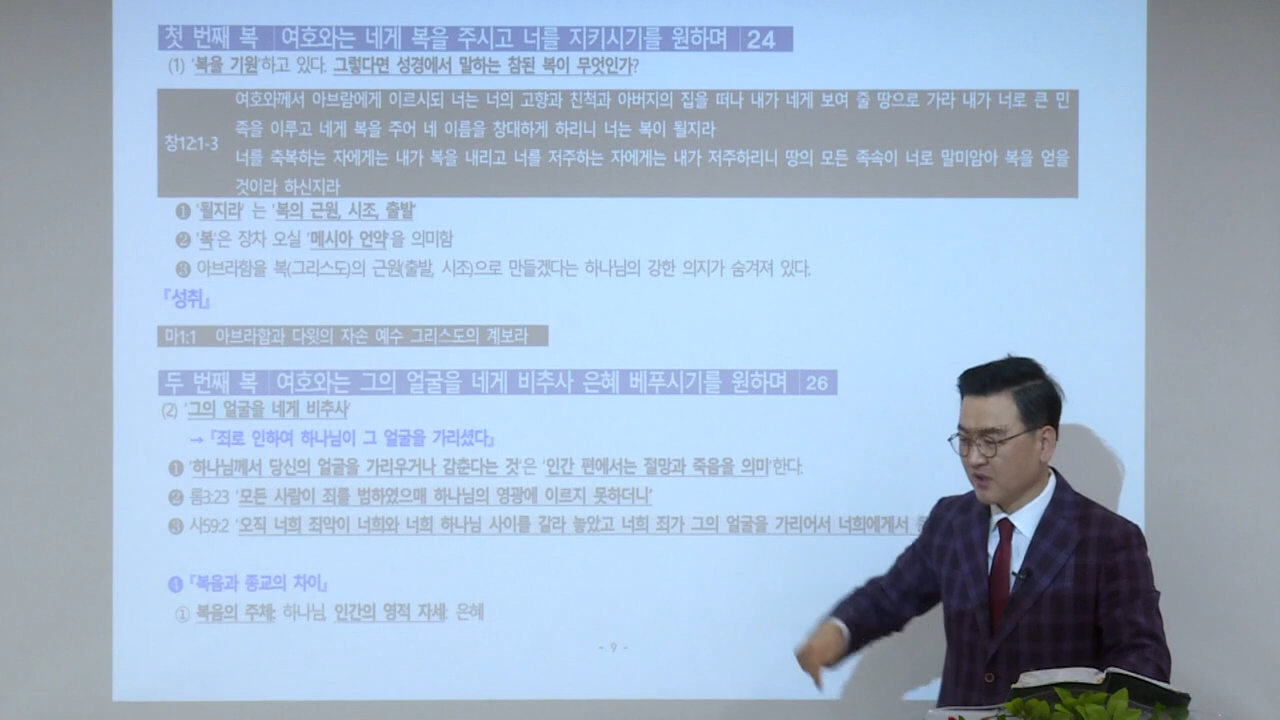 첫 번째 복 여호와는 네게 복을 주시고 너를 지키시기를 원하며 24
(1) '복을 기원'하고 있다. 그렇다면 성경에서 말하는 참된 복이 무엇인가?
여호와께서 아브람에게 이르시되 너는 너의 고향과 친척과 아버지의 집을 떠나 내가 네게 보여 줄 땅으로 가라 내가 너로 큰 민
족을 이루고 네게 복을 주어 네 이름을 창대하게 하리니 너는 복이 될지라
창12:1-3
너를 축복하는 자에게는 내가 복을 내리고 너를 저주하는 자에게는 내가 저주하리니 땅의 모든 족속이 너로 말미암아 복을 얻을
것이라 하신지라
❶ '될지라' 는 '복의 근원, 시조, 출발'
❷ '복'은 장차 오실 '메시아 언약'을 의미함
❸ 아브라함을 복(그리스도)의 근원(출발, 시조)으로 만들겠다는 하나님의 강한 의지가 숨겨져 있다.
『성취』
마1:1 아브라함과 다윗의 자손 예수 그리스도의 계보라
두 번째 복 여호와는 그의 얼굴을 네게 비추사 은혜 베푸시기를 원하며 26
(2) '그의 얼굴을 네게 비추사'
→ 『죄로 인하여 하나님이 그 얼굴을 가리셨다』
❶ '하나님께서 당신의 얼굴을 가리우거나 감춘다는 것'은 '인간 편에서는 절망과 죽음을 의미'한다.
❷ 롬3:23 '모든 사람이 죄를 범하였으매 하나님의 영광에 이르지 못하더니'
❸ 사59:2 '오직 너희 죄악이 너희와 너희 하나님 사이를 갈라 놓았고 너희 죄가 그의 얼굴을 가리어서 너희에게서
❹ 『복음과 종교의 차이』
① 복음의 주체: 하나님, 인간의 영적 자세: 은혜
- 9 -